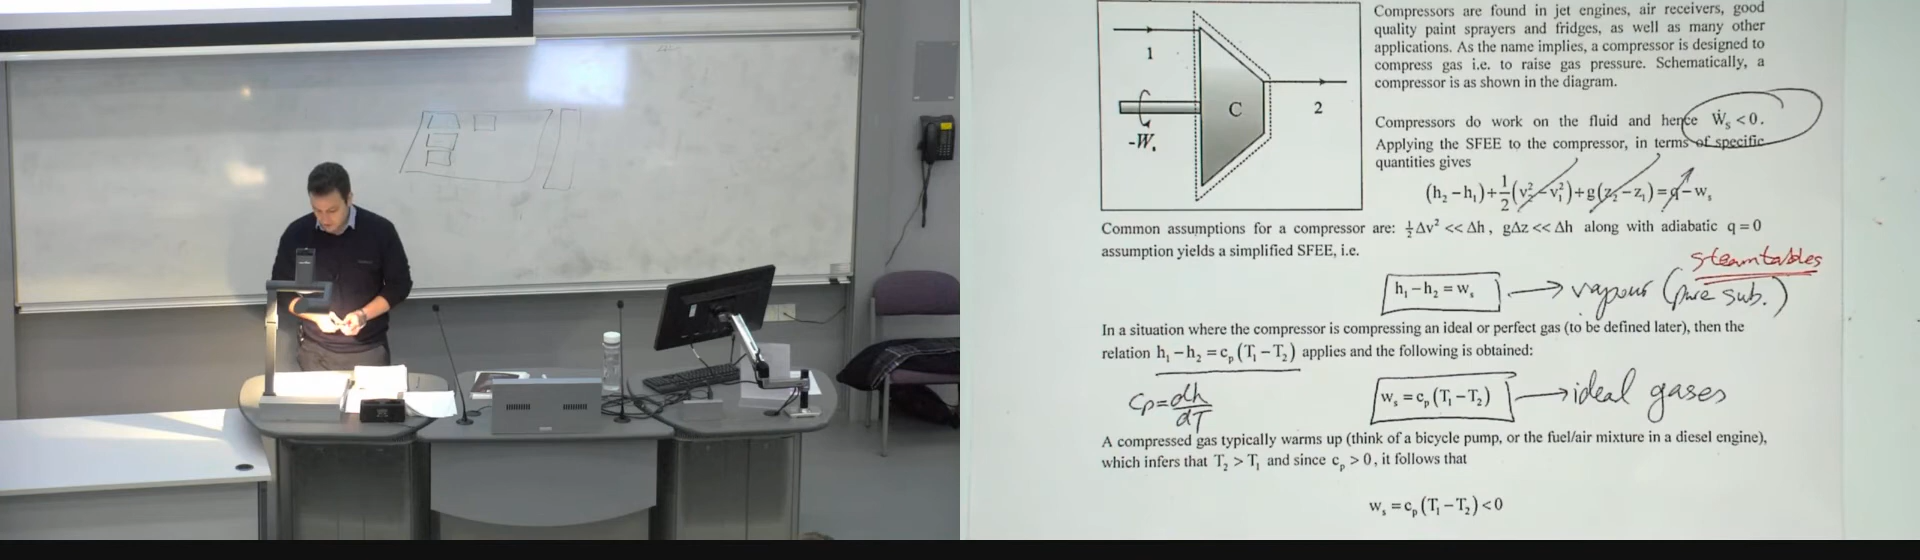 1
C
2
-Wₛ
Compressors are found in jet engines, air receivers, good
quality paint sprayers and fridges, as well as many other
applications. As the name implies, a compressor is designed to
compress gas i.e. to raise gas pressure. Schematically, a
compressor is as shown in the diagram.
Compressors do work on the fluid and hence Ẇₛ < 0.
Applying the SFEE to the compressor, in terms of specific
quantities gives
(h₂ − h₁) + ½(v₂² − v₁²) + g(z₂ − z₁) = q − wₛ
Common assumptions for a compressor are: ½Δv² << Δh, gΔz << Δh along with adiabatic q = 0
assumption yields a simplified SFEE, i.e.
steam tables
h₁ − h₂ = wₛ → vapour (pure sub.)
In a situation where the compressor is compressing an ideal or perfect gas (to be defined later), then the
relation h₁ − h₂ = cₚ(T₁ − T₂) applies and the following is obtained:
cp = dh/dT
wₛ = cₚ(T₁ − T₂) → ideal gases
A compressed gas typically warms up (think of a bicycle pump, or the fuel/air mixture in a diesel engine),
which infers that T₂ > T₁ and since cₚ > 0, it follows that
wₛ = cₚ(T₁ − T₂) < 0